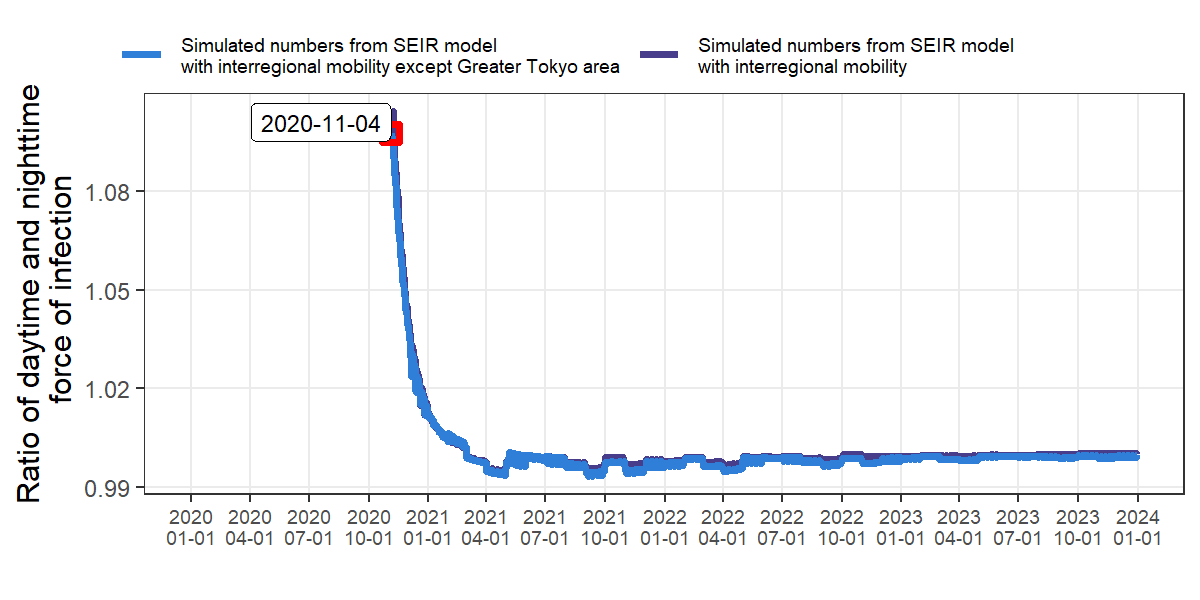 Simulated numbers from SEIR model
with interregional mobility except Greater Tokyo area
Simulated numbers from SEIR model
with interregional mobility
Ratio of daytime and nighttime
force of infection
2020-11-04
1.08
1.05
1.02
0.99
2020 2020 2020 2020 2021 2021 2021 2021 2022 2022 2022 2022 2023 2023 2023 2023 2024
01-01 04-01 07-01 10-01 01-01 04-01 07-01 10-01 01-01 04-01 07-01 10-01 01-01 04-01 07-01 10-01 01-01